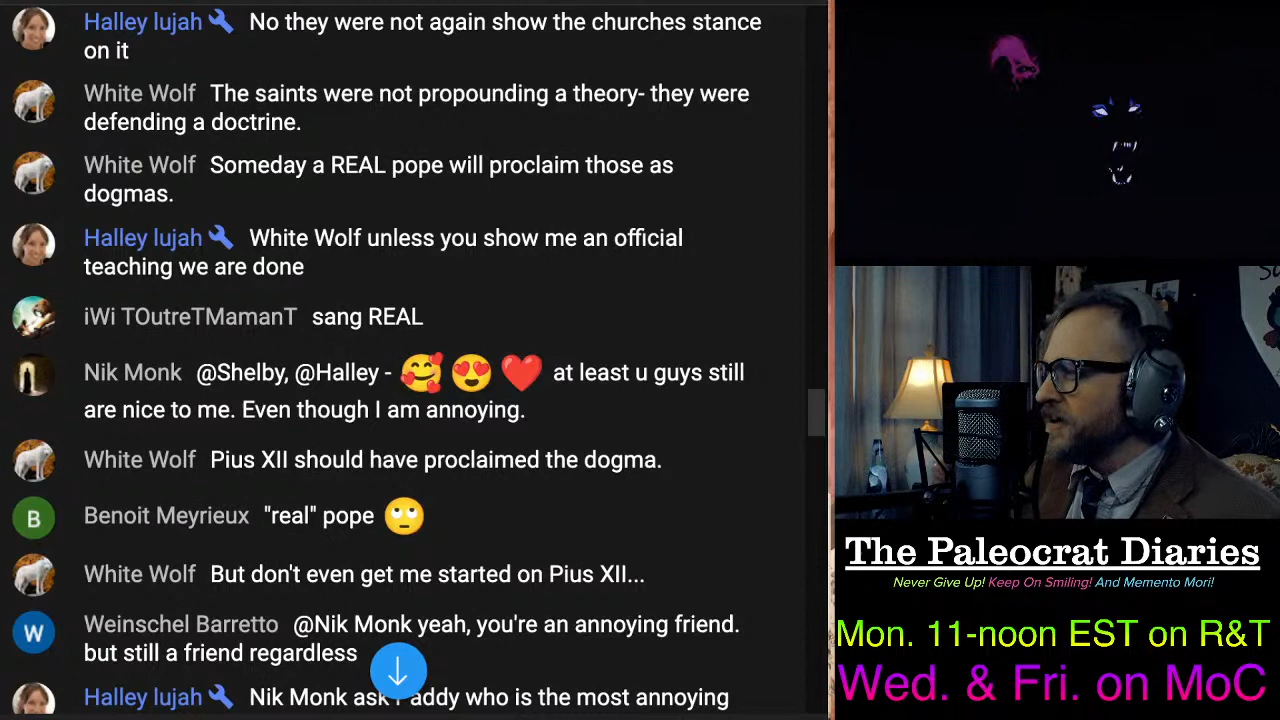 Halley lujah No they were not again show the churches stance
on it
White Wolf The saints were not propounding a theory- they were
defending a doctrine.
White Wolf Someday a REAL pope will proclaim those as
dogmas.
Halley lujah White Wolf unless you show me an official
teaching we are done
iWi TOutreTMamanT sang REAL
Nik Monk @Shelby, @Halley - 🥰 😍 ❤️ at least u guys still
are nice to me. Even though I am annoying.
White Wolf Pius XII should have proclaimed the dogma.
B
Benoit Meyrieux "real" pope 🙄
White Wolf But don't even get me started on Pius XII...
W
Weinschel Barretto @Nik Monk yeah, you're an annoying friend.
but still a friend regardless
Halley lujah Nik Monk ask addy who is the most annoying
The Paleocrat Diaries
Never Give Up! Keep On Smiling! And Memento Mori!
Mon. 11-noon EST on R&T
Wed. & Fri. on MoC